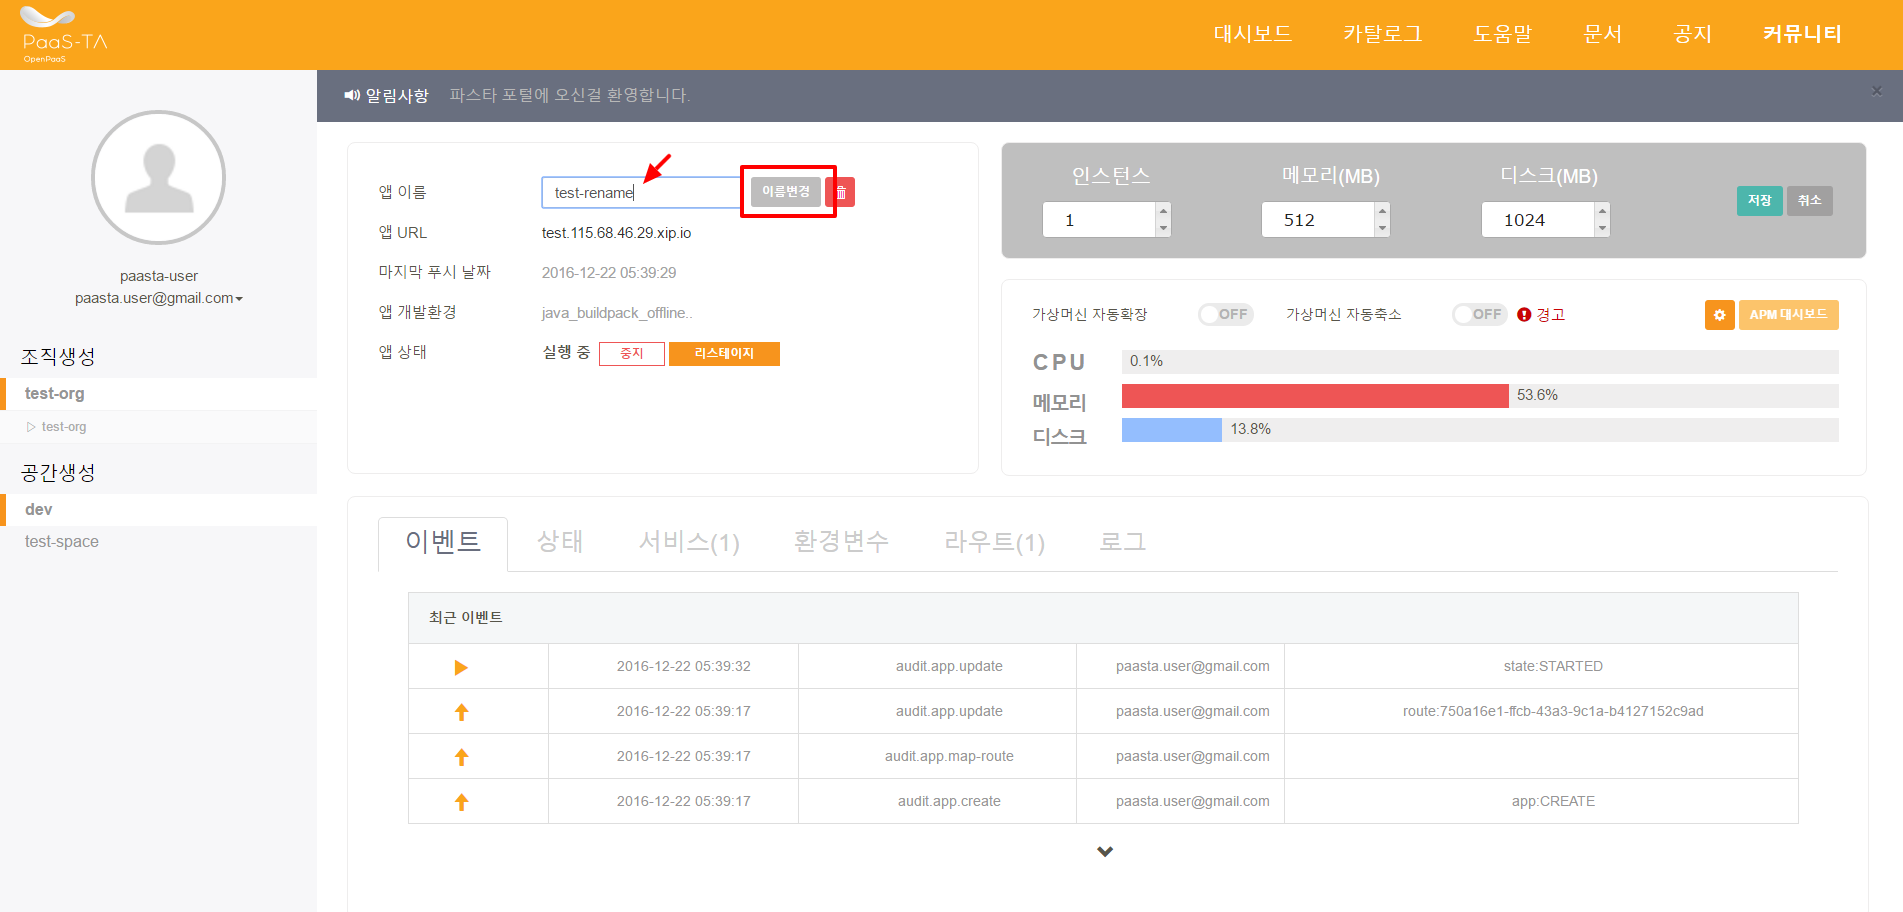 PaaS-TA
OpenPaaS
대시보드 카탈로그 도움말 문서 공지 커뮤니티
알림사항 파스타 포털에 오신걸 환영합니다.
×
paasta-user
paasta.user@gmail.com
조직생성
test-org
test-org
공간생성
dev
test-space
앱 이름 test-rename 이름변경
앱 URL test.115.68.46.29.xip.io
마지막 푸시 날짜 2016-12-22 05:39:29
앱 개발환경 java_buildpack_offline..
앱 상태 실행 중 중지 리스테이지
인스턴스 메모리(MB) 디스크(MB)
1 512 1024 저장 취소
가상머신 자동확장 OFF 가상머신 자동축소 OFF 경고 APM 대시보드
CPU 0.1%
메모리 53.6%
디스크 13.8%
이벤트 상태 서비스(1) 환경변수 라우트(1) 로그
최근 이벤트
2016-12-22 05:39:32 audit.app.update paasta.user@gmail.com state:STARTED
2016-12-22 05:39:17 audit.app.update paasta.user@gmail.com route:750a16e1-ffcb-43a3-9c1a-b4127152c9ad
2016-12-22 05:39:17 audit.app.map-route paasta.user@gmail.com
2016-12-22 05:39:17 audit.app.create paasta.user@gmail.com app:CREATE